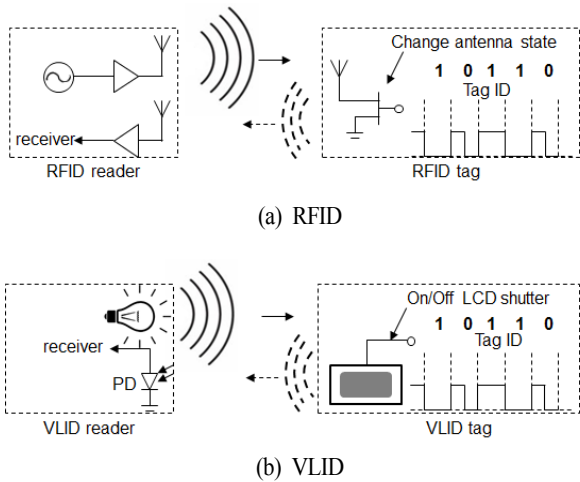 Change antenna state
1 0 1 1 0
Tag ID
receiver
RFID reader
RFID tag
(a) RFID
On/Off LCD shutter
1 0 1 1 0
Tag ID
receiver
PD
VLID reader
VLID tag
(b) VLID